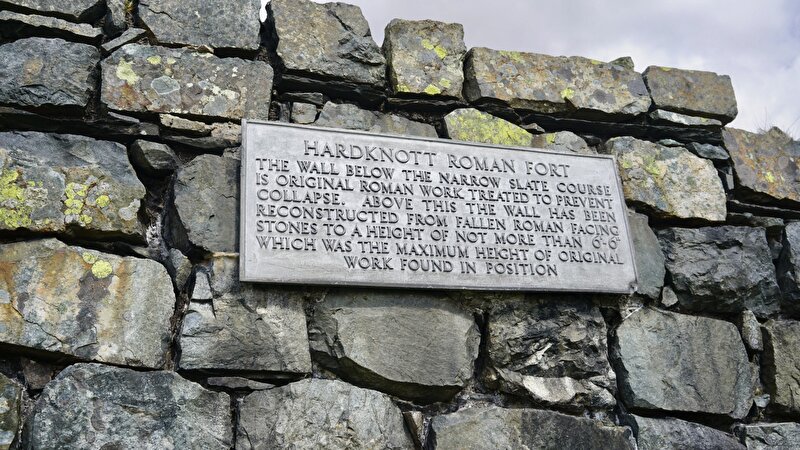 HARDKNOTT ROMAN FORT
THE WALL BELOW THE NARROW SLATE COURSE
IS ORIGINAL ROMAN WORK TREATED TO PREVENT
COLLAPSE. ABOVE THIS THE WALL HAS BEEN
RECONSTRUCTED FROM FALLEN ROMAN FACING
STONES TO A HEIGHT OF NOT MORE THAN 6'-6"
WHICH WAS THE MAXIMUM HEIGHT OF ORIGINAL
WORK FOUND IN POSITION